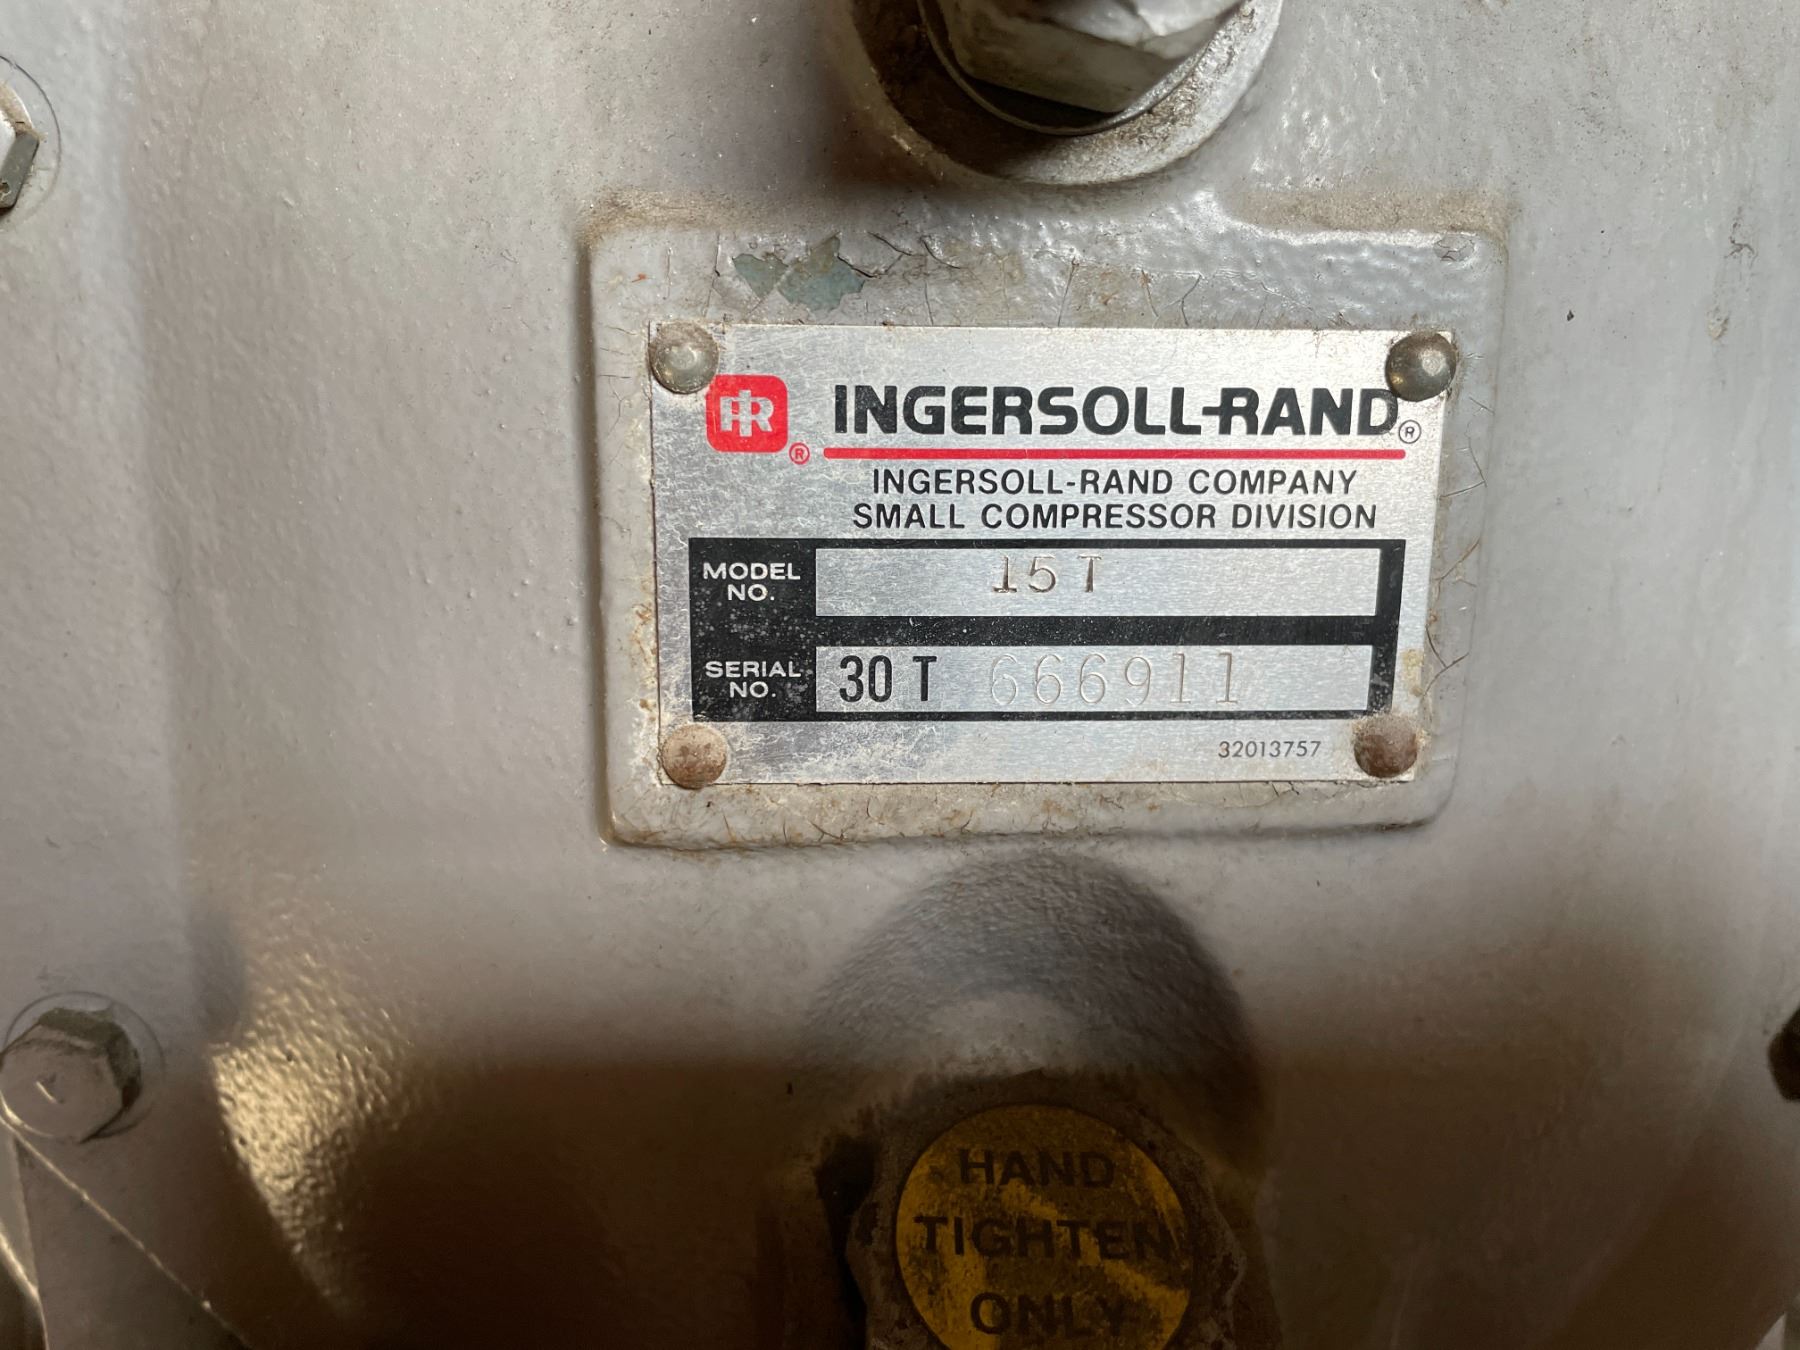 IR ® INGERSOLL-RAND ®
INGERSOLL-RAND COMPANY
SMALL COMPRESSOR DIVISION
MODEL NO. 15T
SERIAL NO. 30 T 666911
32013757
HAND
TIGHTEN
ONLY